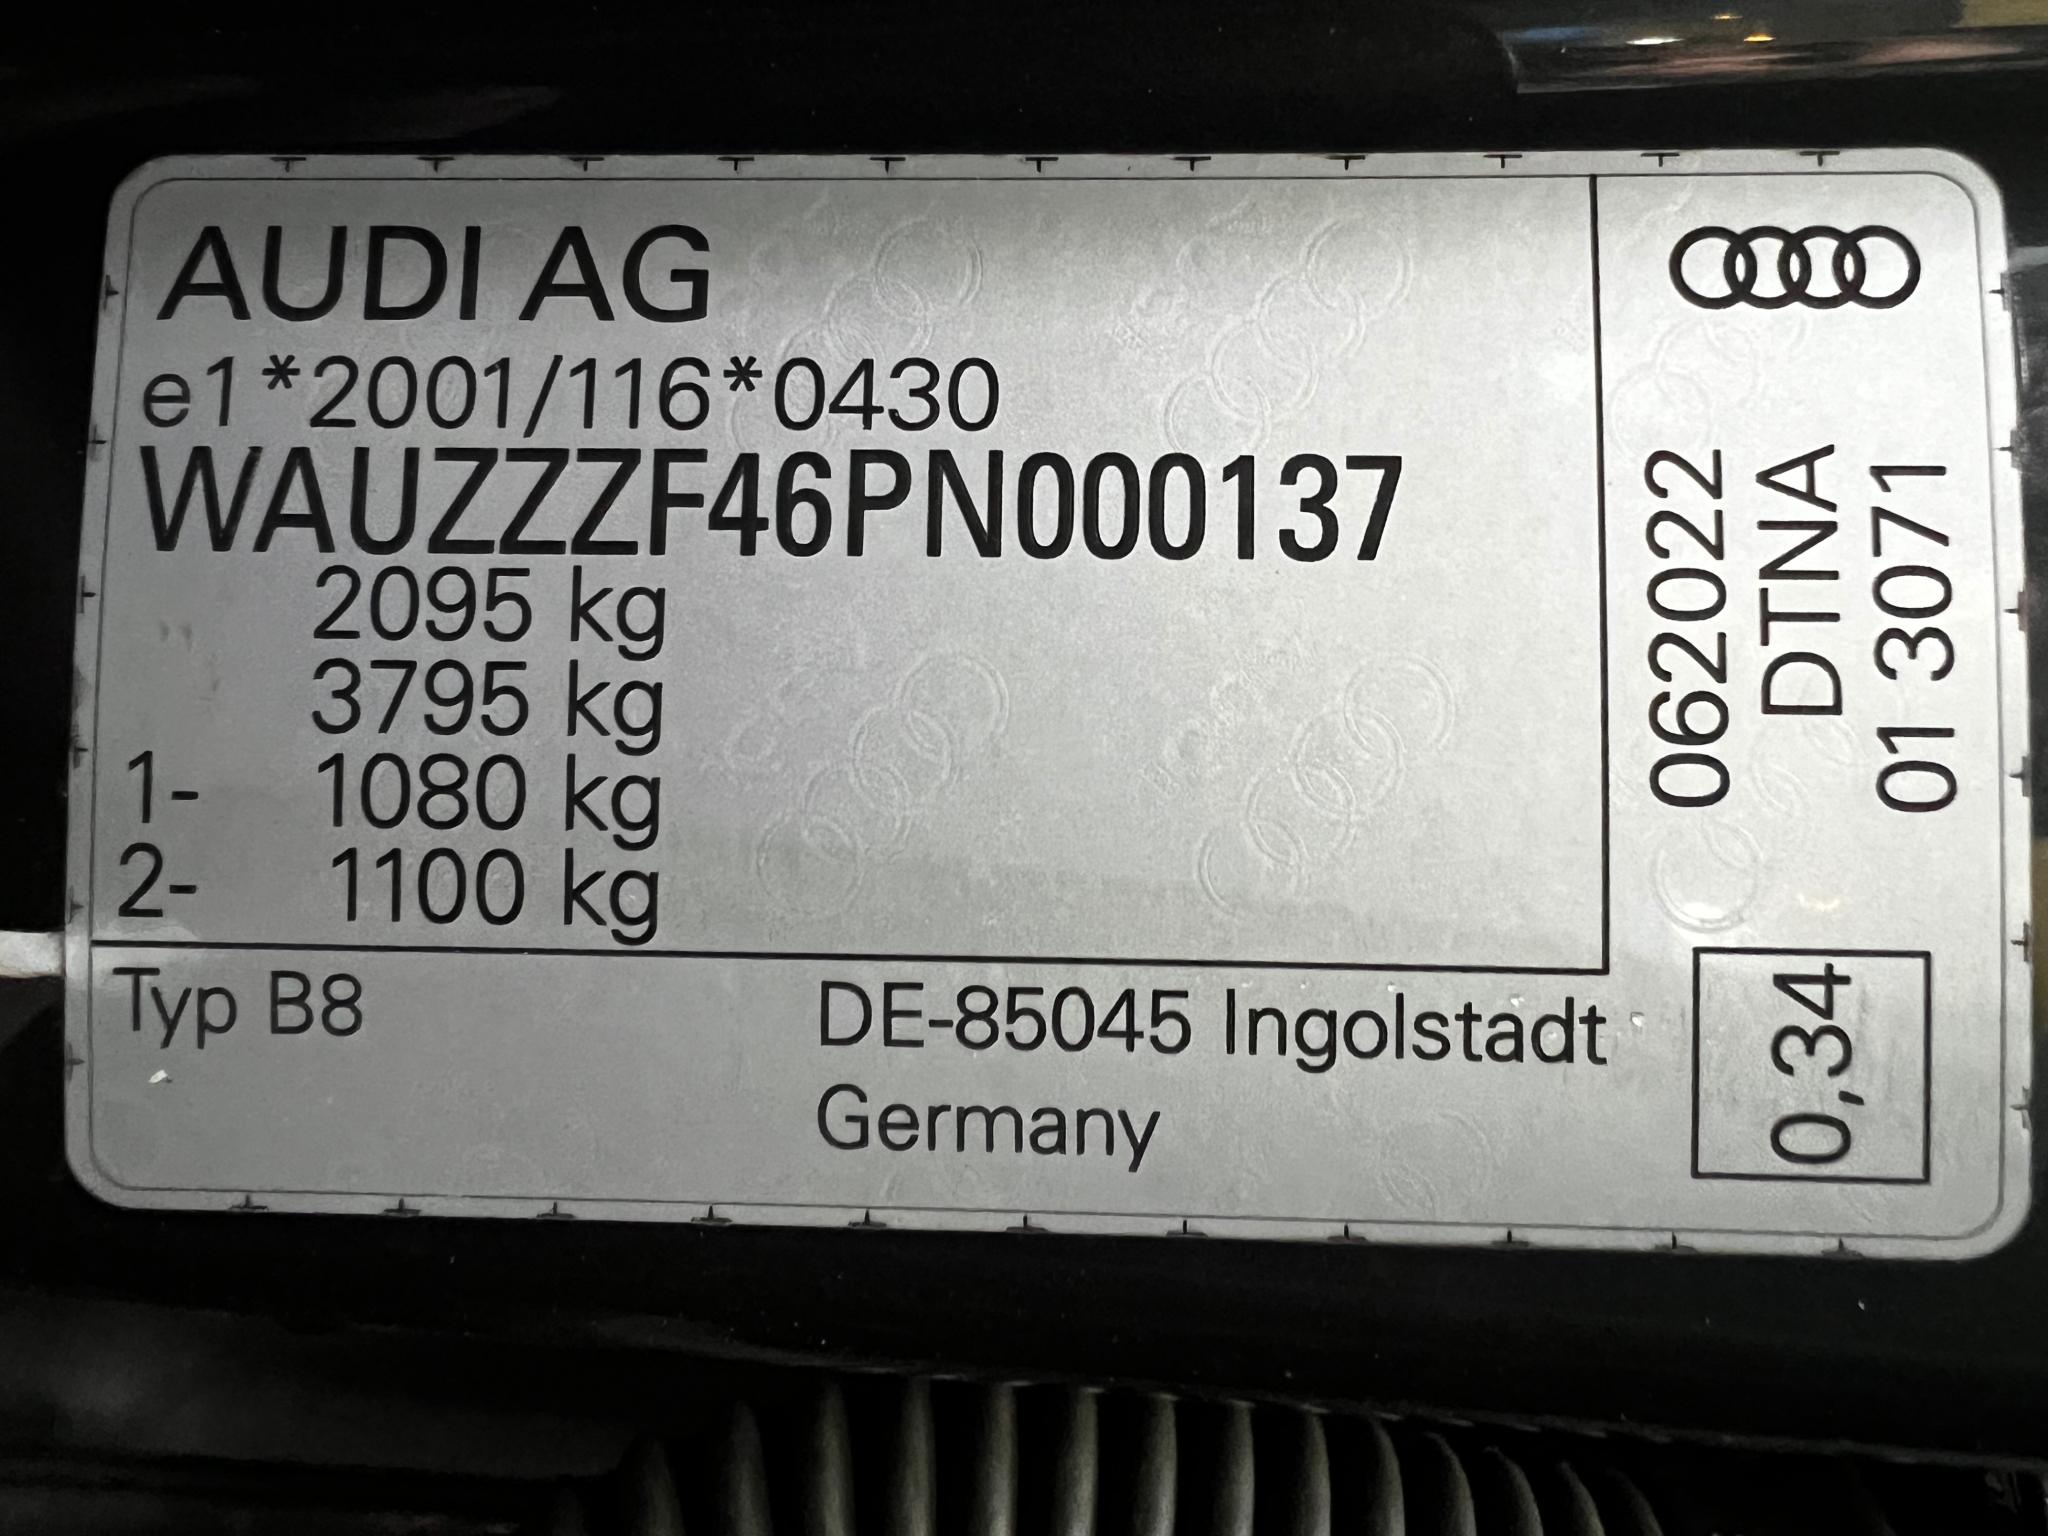 AUDI AG
e1*2001/116*0430
WAUZZZF46PN000137
2095 kg
3795 kg
1- 1080 kg
2- 1100 kg
Typ B8
DE-85045 Ingolstadt
Germany
062022
DTNA
01 3071
0,34